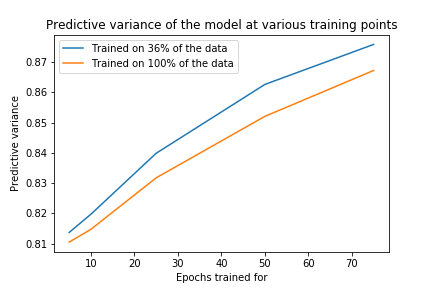 Predictive variance of the model at various training points
Trained on 36% of the data
Trained on 100% of the data
Predictive variance
0.87
0.86
0.85
0.84
0.83
0.82
0.81
10 20 30 40 50 60 70
Epochs trained for